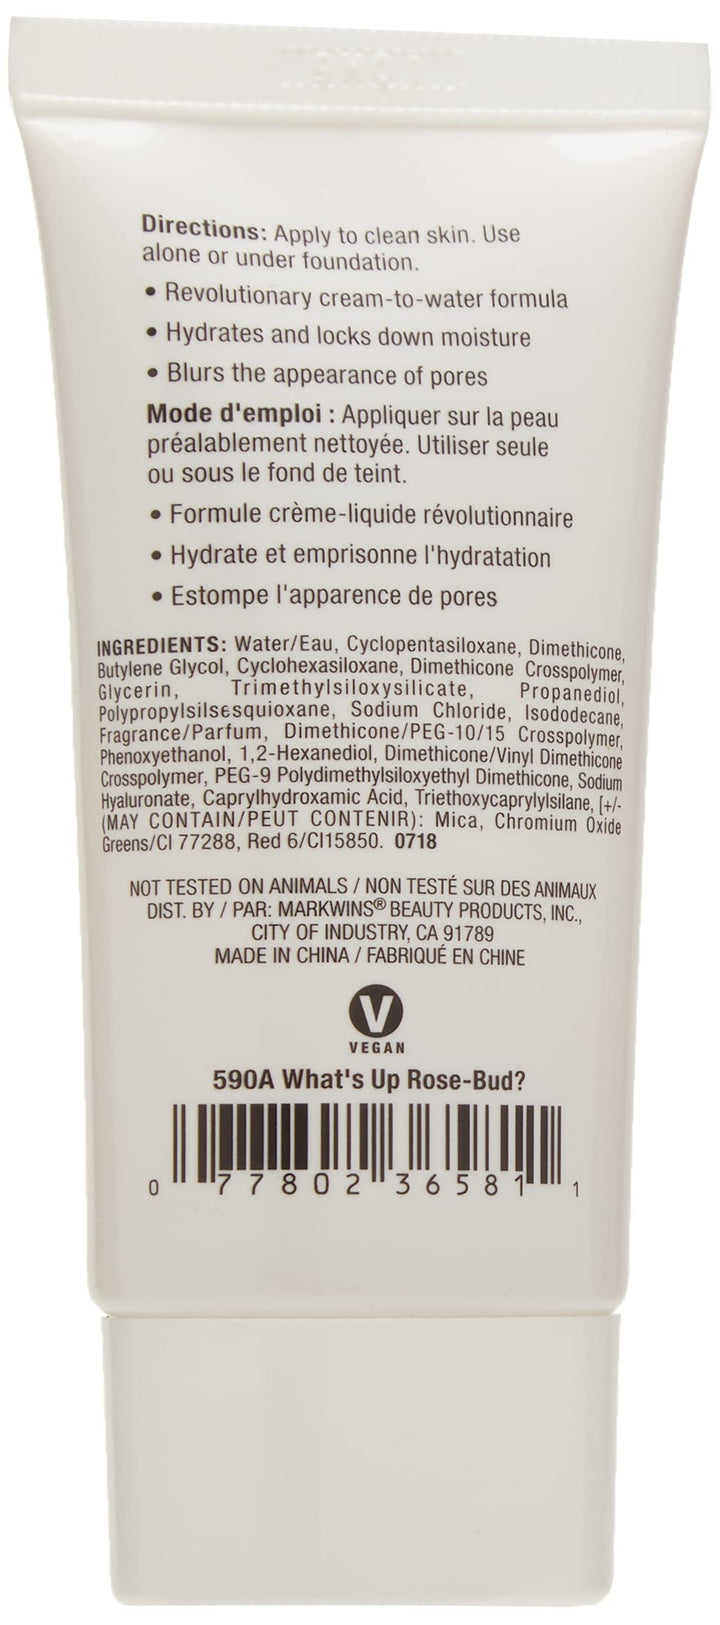 Directions: Apply to clean skin. Use
alone or under foundation.
• Revolutionary cream-to-water formula
• Hydrates and locks down moisture
• Blurs the appearance of pores
Mode d'emploi : Appliquer sur la peau
préalablement nettoyée. Utiliser seule
ou sous le fond de teint.
• Formule crème-liquide révolutionnaire
• Hydrate et emprisonne l'hydratation
• Estompe l'apparence de pores
INGREDIENTS: Water/Eau, Cyclopentasiloxane, Dimethicone,
Butylene Glycol, Cyclohexasiloxane, Dimethicone Crosspolymer,
Glycerin, Trimethylsiloxysilicate, Propanediol,
Polypropylsilsesquioxane, Sodium Chloride, Isododecane,
Fragrance/Parfum, Dimethicone/PEG-10/15 Crosspolymer,
Phenoxyethanol, 1,2-Hexanediol, Dimethicone/Vinyl Dimethicone
Crosspolymer, PEG-9 Polydimethylsiloxyethyl Dimethicone, Sodium
Hyaluronate, Caprylhydroxamic Acid, Triethoxycaprylylsilane, [+/-
(MAY CONTAIN/PEUT CONTENIR): Mica, Chromium Oxide
Greens/CI 77288, Red 6/CI15850. 0718
NOT TESTED ON ANIMALS / NON TESTÉ SUR DES ANIMAUX
DIST. BY / PAR: MARKWINS® BEAUTY PRODUCTS, INC.,
CITY OF INDUSTRY, CA 91789
MADE IN CHINA / FABRIQUÉ EN CHINE
V
VEGAN
590A What's Up Rose-Bud?
0 77802 36581 1